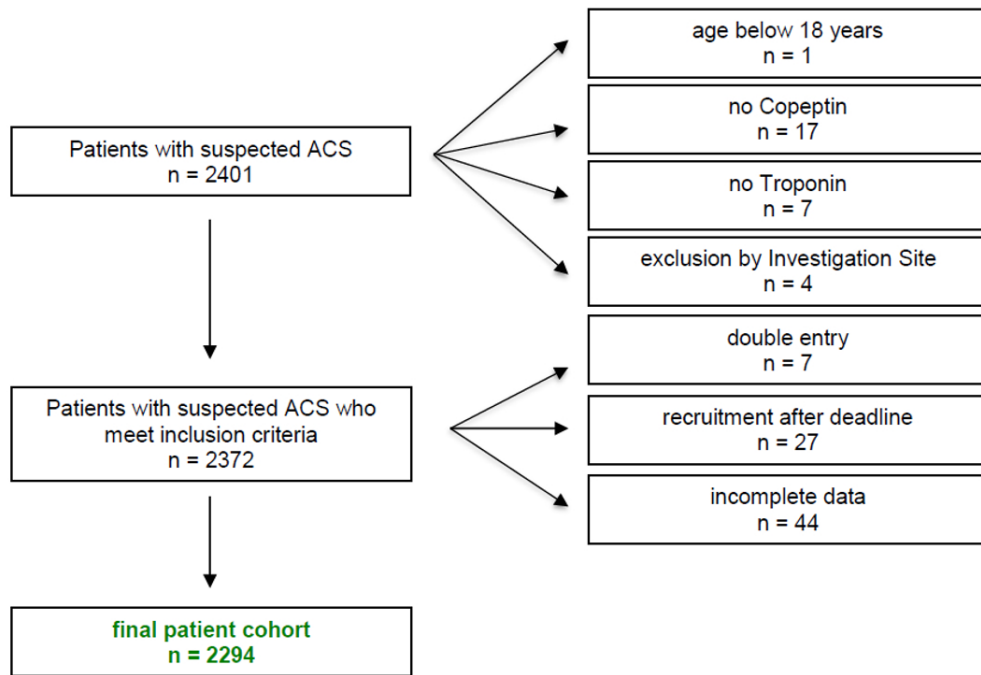 Patients with suspected ACS
n = 2401
age below 18 years
n = 1
no Copeptin
n = 17
no Troponin
n = 7
exclusion by Investigation Site
n = 4
Patients with suspected ACS who
meet inclusion criteria
n = 2372
double entry
n = 7
recruitment after deadline
n = 27
incomplete data
n = 44
final patient cohort
n = 2294